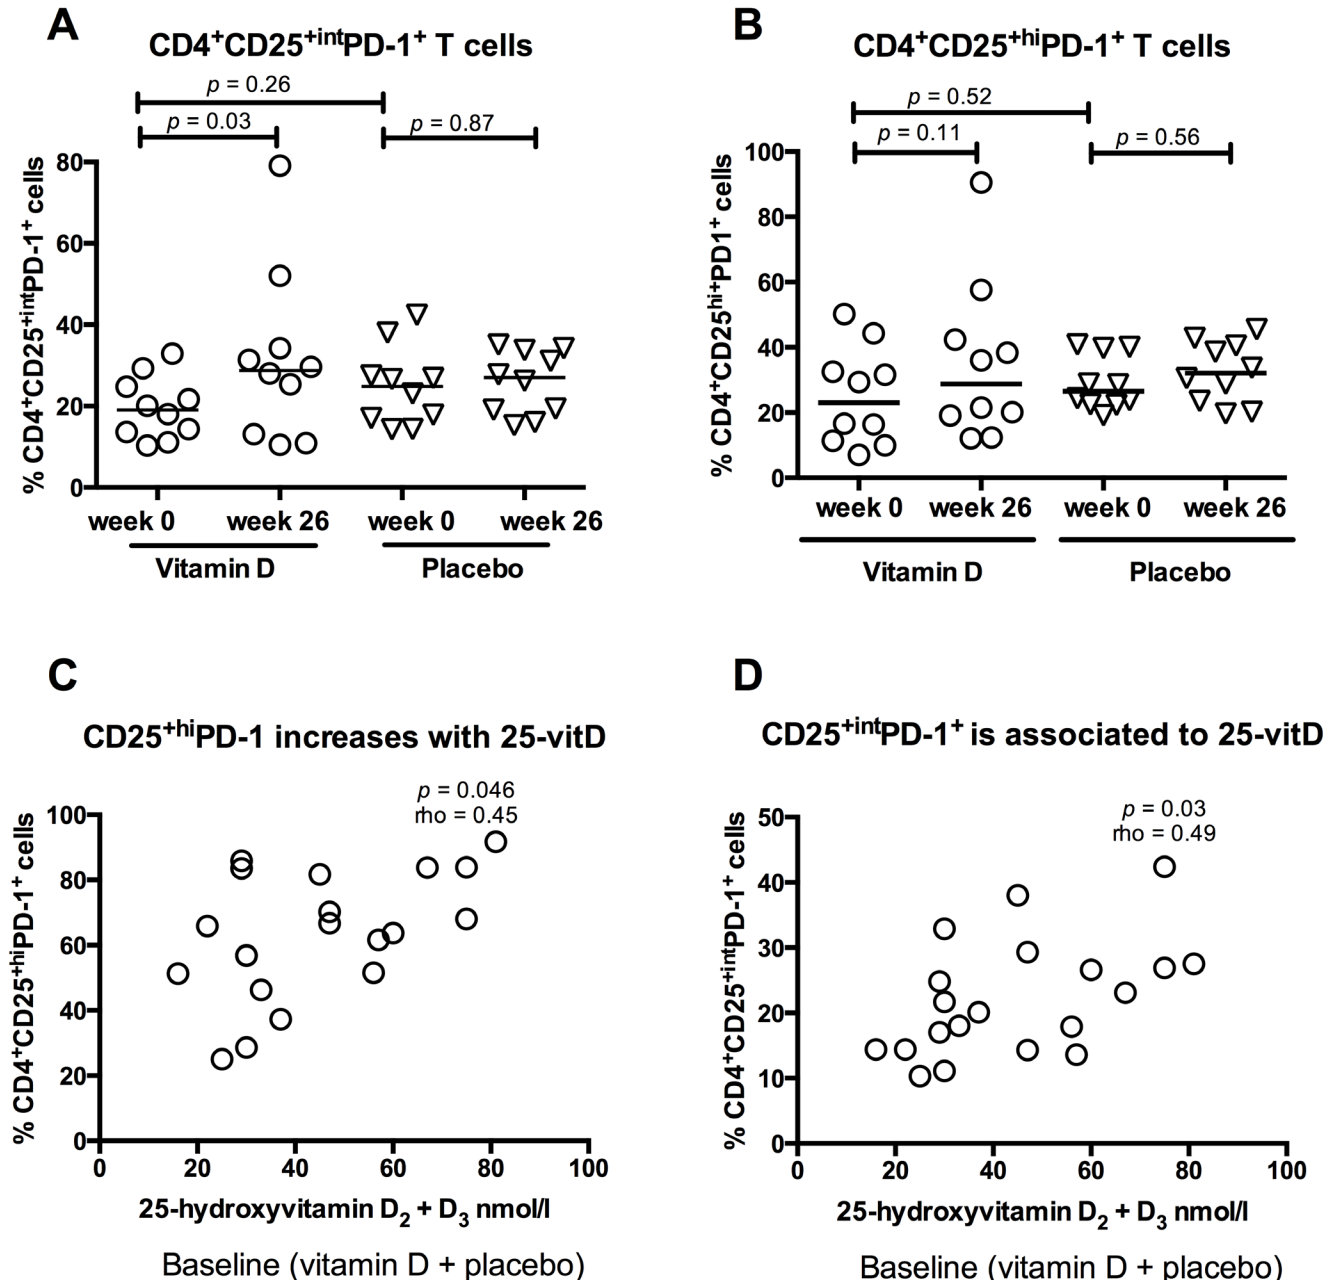 A
CD4⁺CD25⁺ⁱⁿᵗPD-1⁺ T cells
p = 0.26
p = 0.03
p = 0.87
% CD4⁺CD25⁺ⁱⁿᵗPD-1⁺ cells
80
60
40
20
0
week 0 week 26 week 0 week 26
Vitamin D Placebo
B
CD4⁺CD25⁺ʰⁱPD-1⁺ T cells
p = 0.52
p = 0.11
p = 0.56
% CD4⁺CD25ʰⁱ⁺PD1⁺ cells
100
80
60
40
20
0
week 0 week 26 week 0 week 26
Vitamin D Placebo
C
CD25⁺ʰⁱPD-1 increases with 25-vitD
p = 0.046
rho = 0.45
% CD4⁺CD25⁺ʰⁱPD-1⁺ cells
100
80
60
40
20
0
0 20 40 60 80 100
25-hydroxyvitamin D₂ + D₃ nmol/l
Baseline (vitamin D + placebo)
D
CD25⁺ⁱⁿᵗPD-1⁺ is associated to 25-vitD
p = 0.03
rho = 0.49
% CD4⁺CD25⁺ⁱⁿᵗPD-1⁺ cells
50
40
30
20
10
0
0 20 40 60 80 100
25-hydroxyvitamin D₂ + D₃ nmol/l
Baseline (vitamin D + placebo)